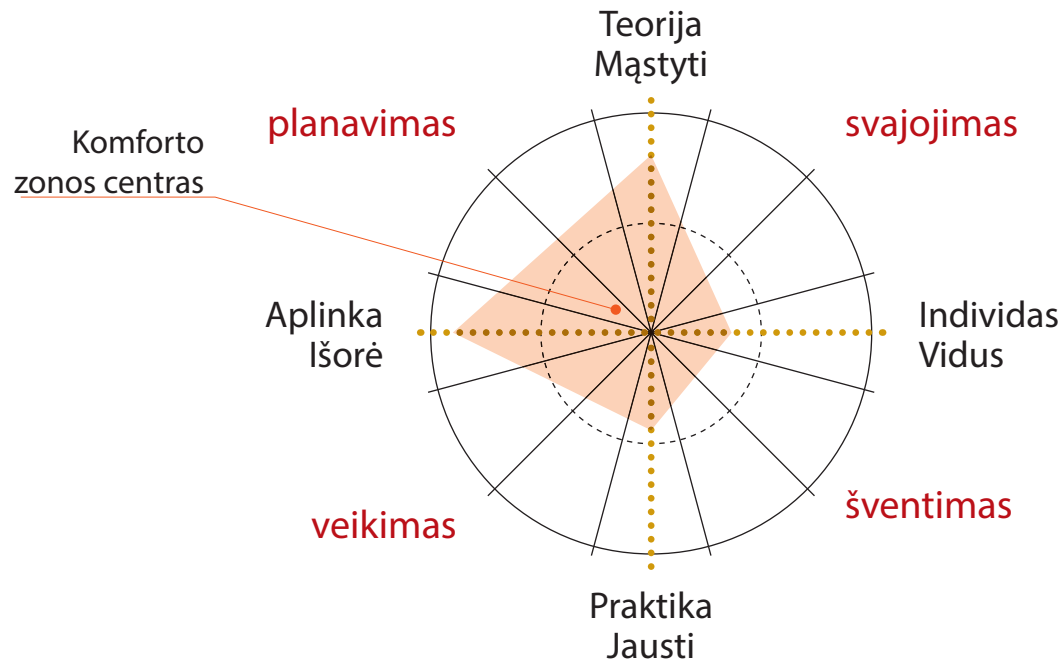 Teorija
Mąstyti
planavimas
svajojimas
Komforto
zonos centras
Aplinka
Išorė
Individas
Vidus
veikimas
šventimas
Praktika
Jausti